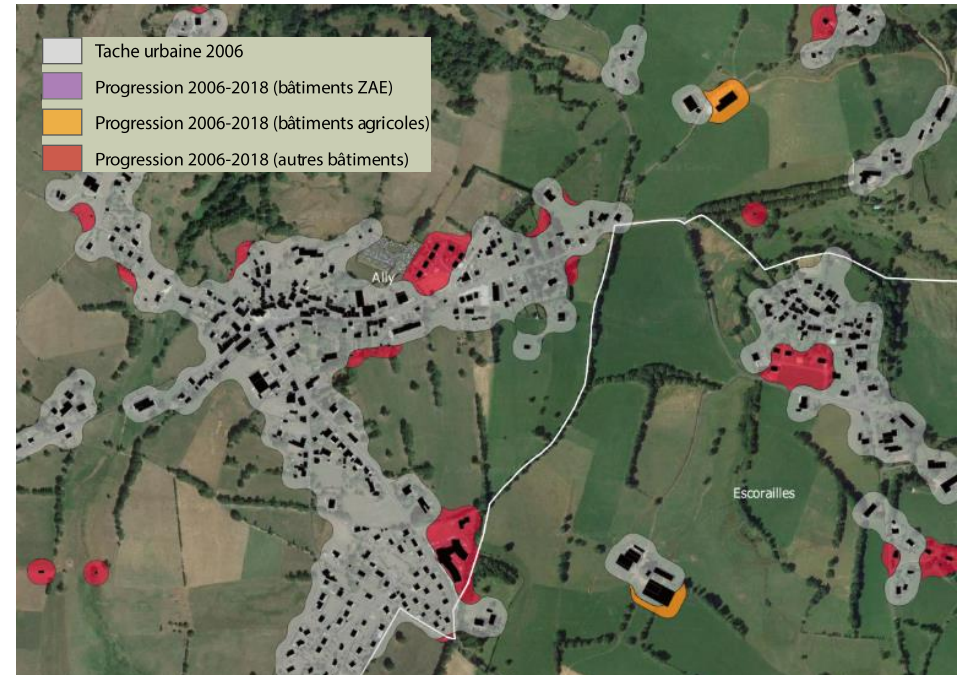 Tache urbaine 2006
Progression 2006-2018 (bâtiments ZAE)
Progression 2006-2018 (bâtiments agricoles)
Progression 2006-2018 (autres bâtiments)
Ally
Escorailles